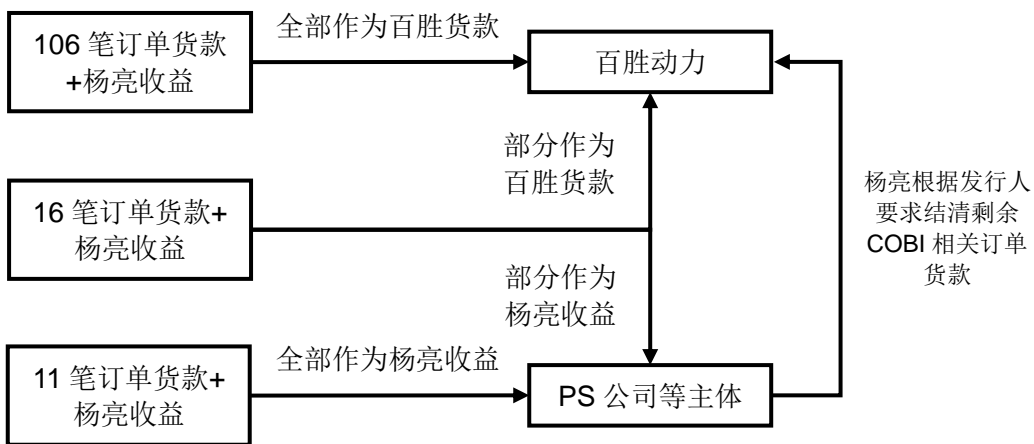 106 笔订单货款
+杨亮收益
全部作为百胜货款
百胜动力
部分作为
百胜货款
16 笔订单货款+
杨亮收益
杨亮根据发行人
要求结清剩余
COBI 相关订单
货款
部分作为
杨亮收益
11 笔订单货款+
杨亮收益
全部作为杨亮收益
PS 公司等主体